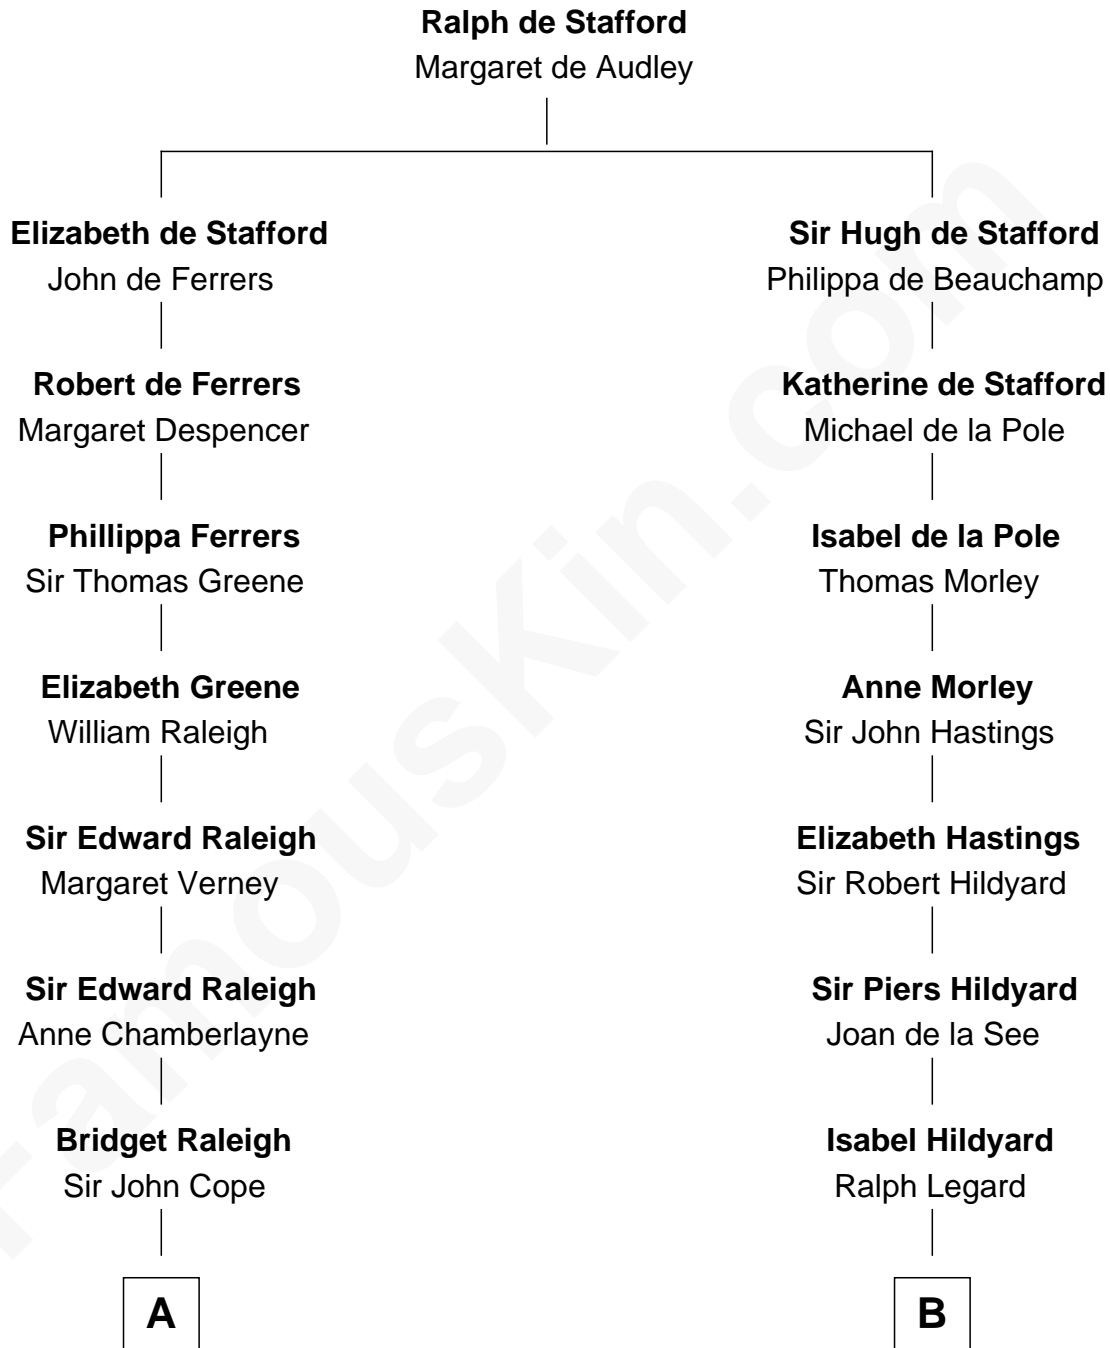 Ralph de Stafford
Margaret de Audley
Elizabeth de Stafford
John de Ferrers
Sir Hugh de Stafford
Philippa de Beauchamp
Robert de Ferrers
Margaret Despencer
Katherine de Stafford
Michael de la Pole
Phillippa Ferrers
Sir Thomas Greene
Isabel de la Pole
Thomas Morley
Elizabeth Greene
William Raleigh
Anne Morley
Sir John Hastings
Sir Edward Raleigh
Margaret Verney
Elizabeth Hastings
Sir Robert Hildyard
Sir Edward Raleigh
Anne Chamberlayne
Sir Piers Hildyard
Joan de la See
Bridget Raleigh
Sir John Cope
Isabel Hildyard
Ralph Legard
A
B
FamousKin.com